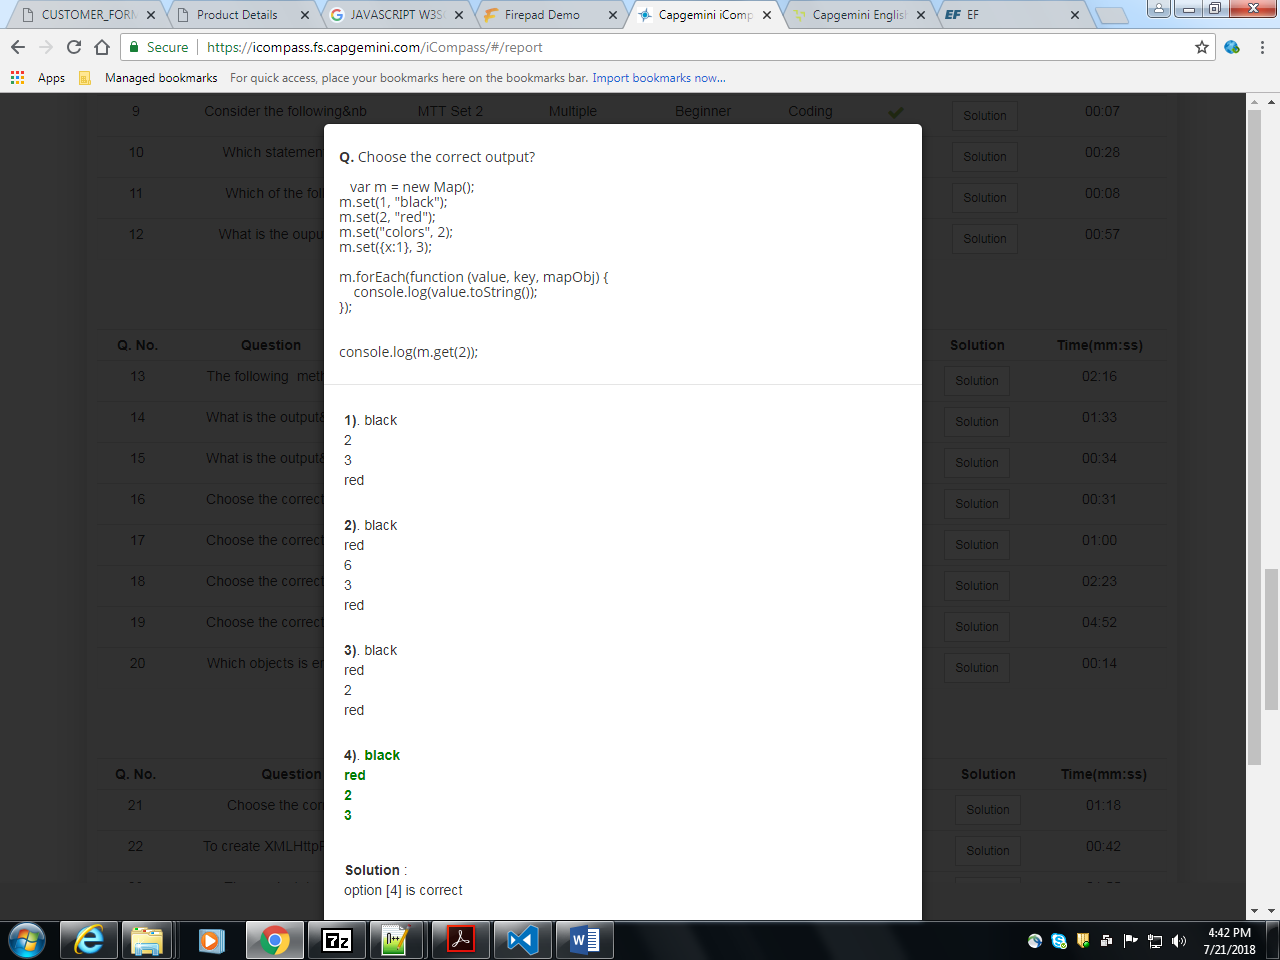 CUSTOMER_FORM
Product Details
JAVASCRIPT W3S
Firepad Demo
Capgemini iComp
Capgemini English
EF EF
Secure
https://icompass.fs.capgemini.com/iCompass/#/report
Apps
Managed bookmarks
For quick access, place your bookmarks here on the bookmarks bar. Import bookmarks now...
9 Consider the following&nb MTT Set 2 Multiple Beginner Coding Solution 00:07
10 Which statemen Solution 00:28
11 Which of the foll Solution 00:08
12 What is the oupu Solution 00:57
Q. No. Question Solution Time(mm:ss)
13 The following met Solution 02:16
14 What is the output& Solution 01:33
15 What is the output& Solution 00:34
16 Choose the correct Solution 00:31
17 Choose the correct Solution 01:00
18 Choose the correct Solution 02:23
19 Choose the correct Solution 04:52
20 Which objects is er Solution 00:14
Q. No. Question Solution Time(mm:ss)
21 Choose the cor Solution 01:18
22 To create XMLHttpR Solution 00:42
Q. Choose the correct output?
var m = new Map();
m.set(1, "black");
m.set(2, "red");
m.set("colors", 2);
m.set({x:1}, 3);
m.forEach(function (value, key, mapObj) {
console.log(value.toString());
});
console.log(m.get(2));
1). black
2
3
red
2). black
red
6
3
red
3). black
red
2
red
4). black
red
2
3
Solution :
option [4] is correct
4:42 PM
7/21/2018